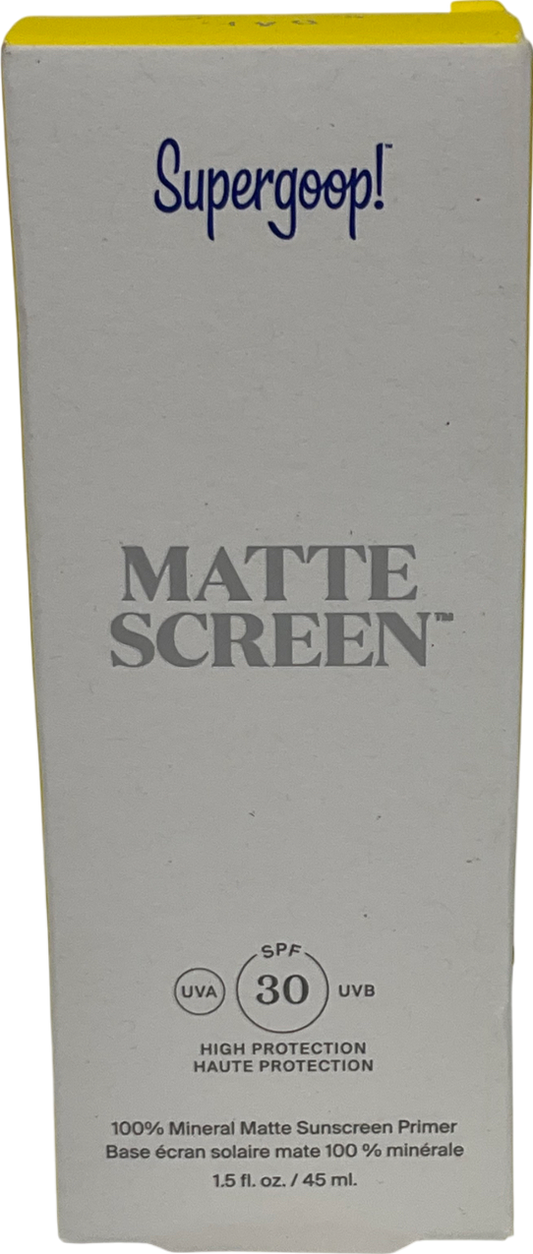 Supergoop!™
MATTE
SCREEN™
SPF
UVA 30 UVB
HIGH PROTECTION
HAUTE PROTECTION
100% Mineral Matte Sunscreen Primer
Base écran solaire mate 100 % minérale
1.5 fl. oz. / 45 ml.